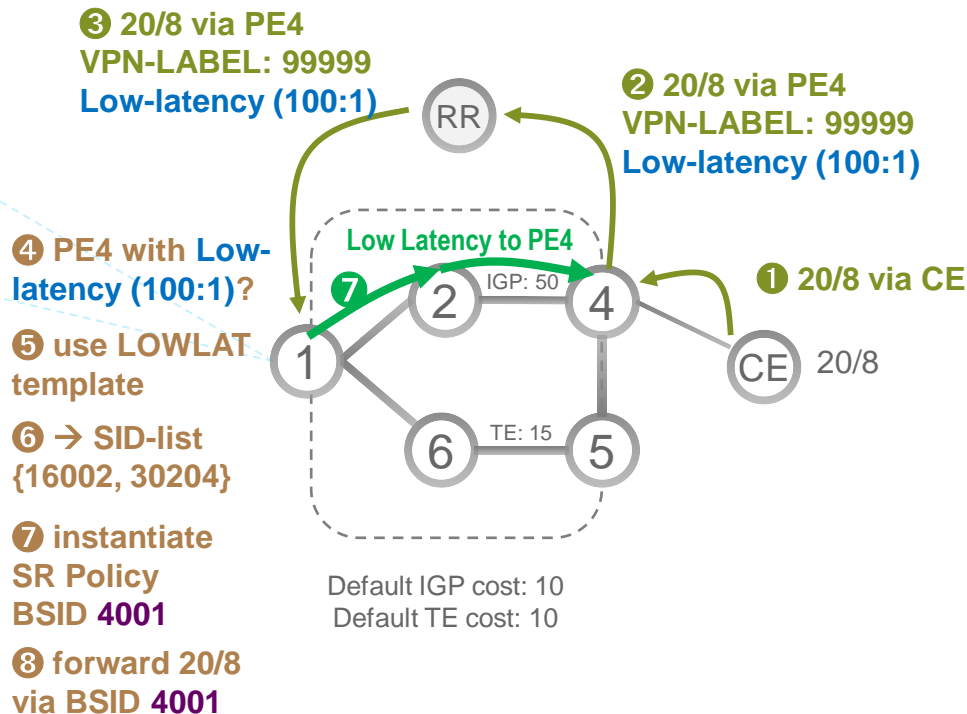 ❸ 20/8 via PE4
VPN-LABEL: 99999
Low-latency (100:1)
RR
❷ 20/8 via PE4
VPN-LABEL: 99999
Low-latency (100:1)
❹ PE4 with Low-
latency (100:1)?
❺ use LOWLAT
template
❻ → SID-list
{16002, 30204}
❼ instantiate
SR Policy
BSID 4001
❽ forward 20/8
via BSID 4001
Low Latency to PE4
❼
2
IGP: 50
4
❶ 20/8 via CE
1
CE
20/8
6
TE: 15
5
Default IGP cost: 10
Default TE cost: 10